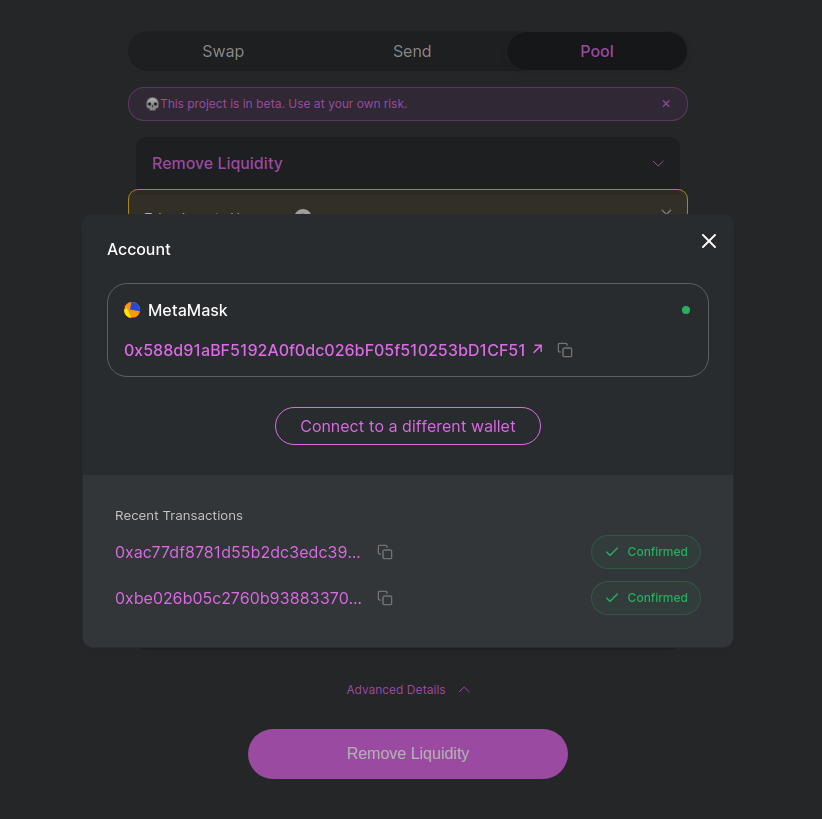 Swap
Send
Pool
💀This project is in beta. Use at your own risk.
Remove Liquidity
Account
MetaMask
0x588d91aBF5192A0f0dc026bF05f510253bD1CF51
Connect to a different wallet
Recent Transactions
0xac77df8781d55b2dc3edc39...
Confirmed
0xbe026b05c2760b93883370...
Confirmed
Advanced Details
Remove Liquidity